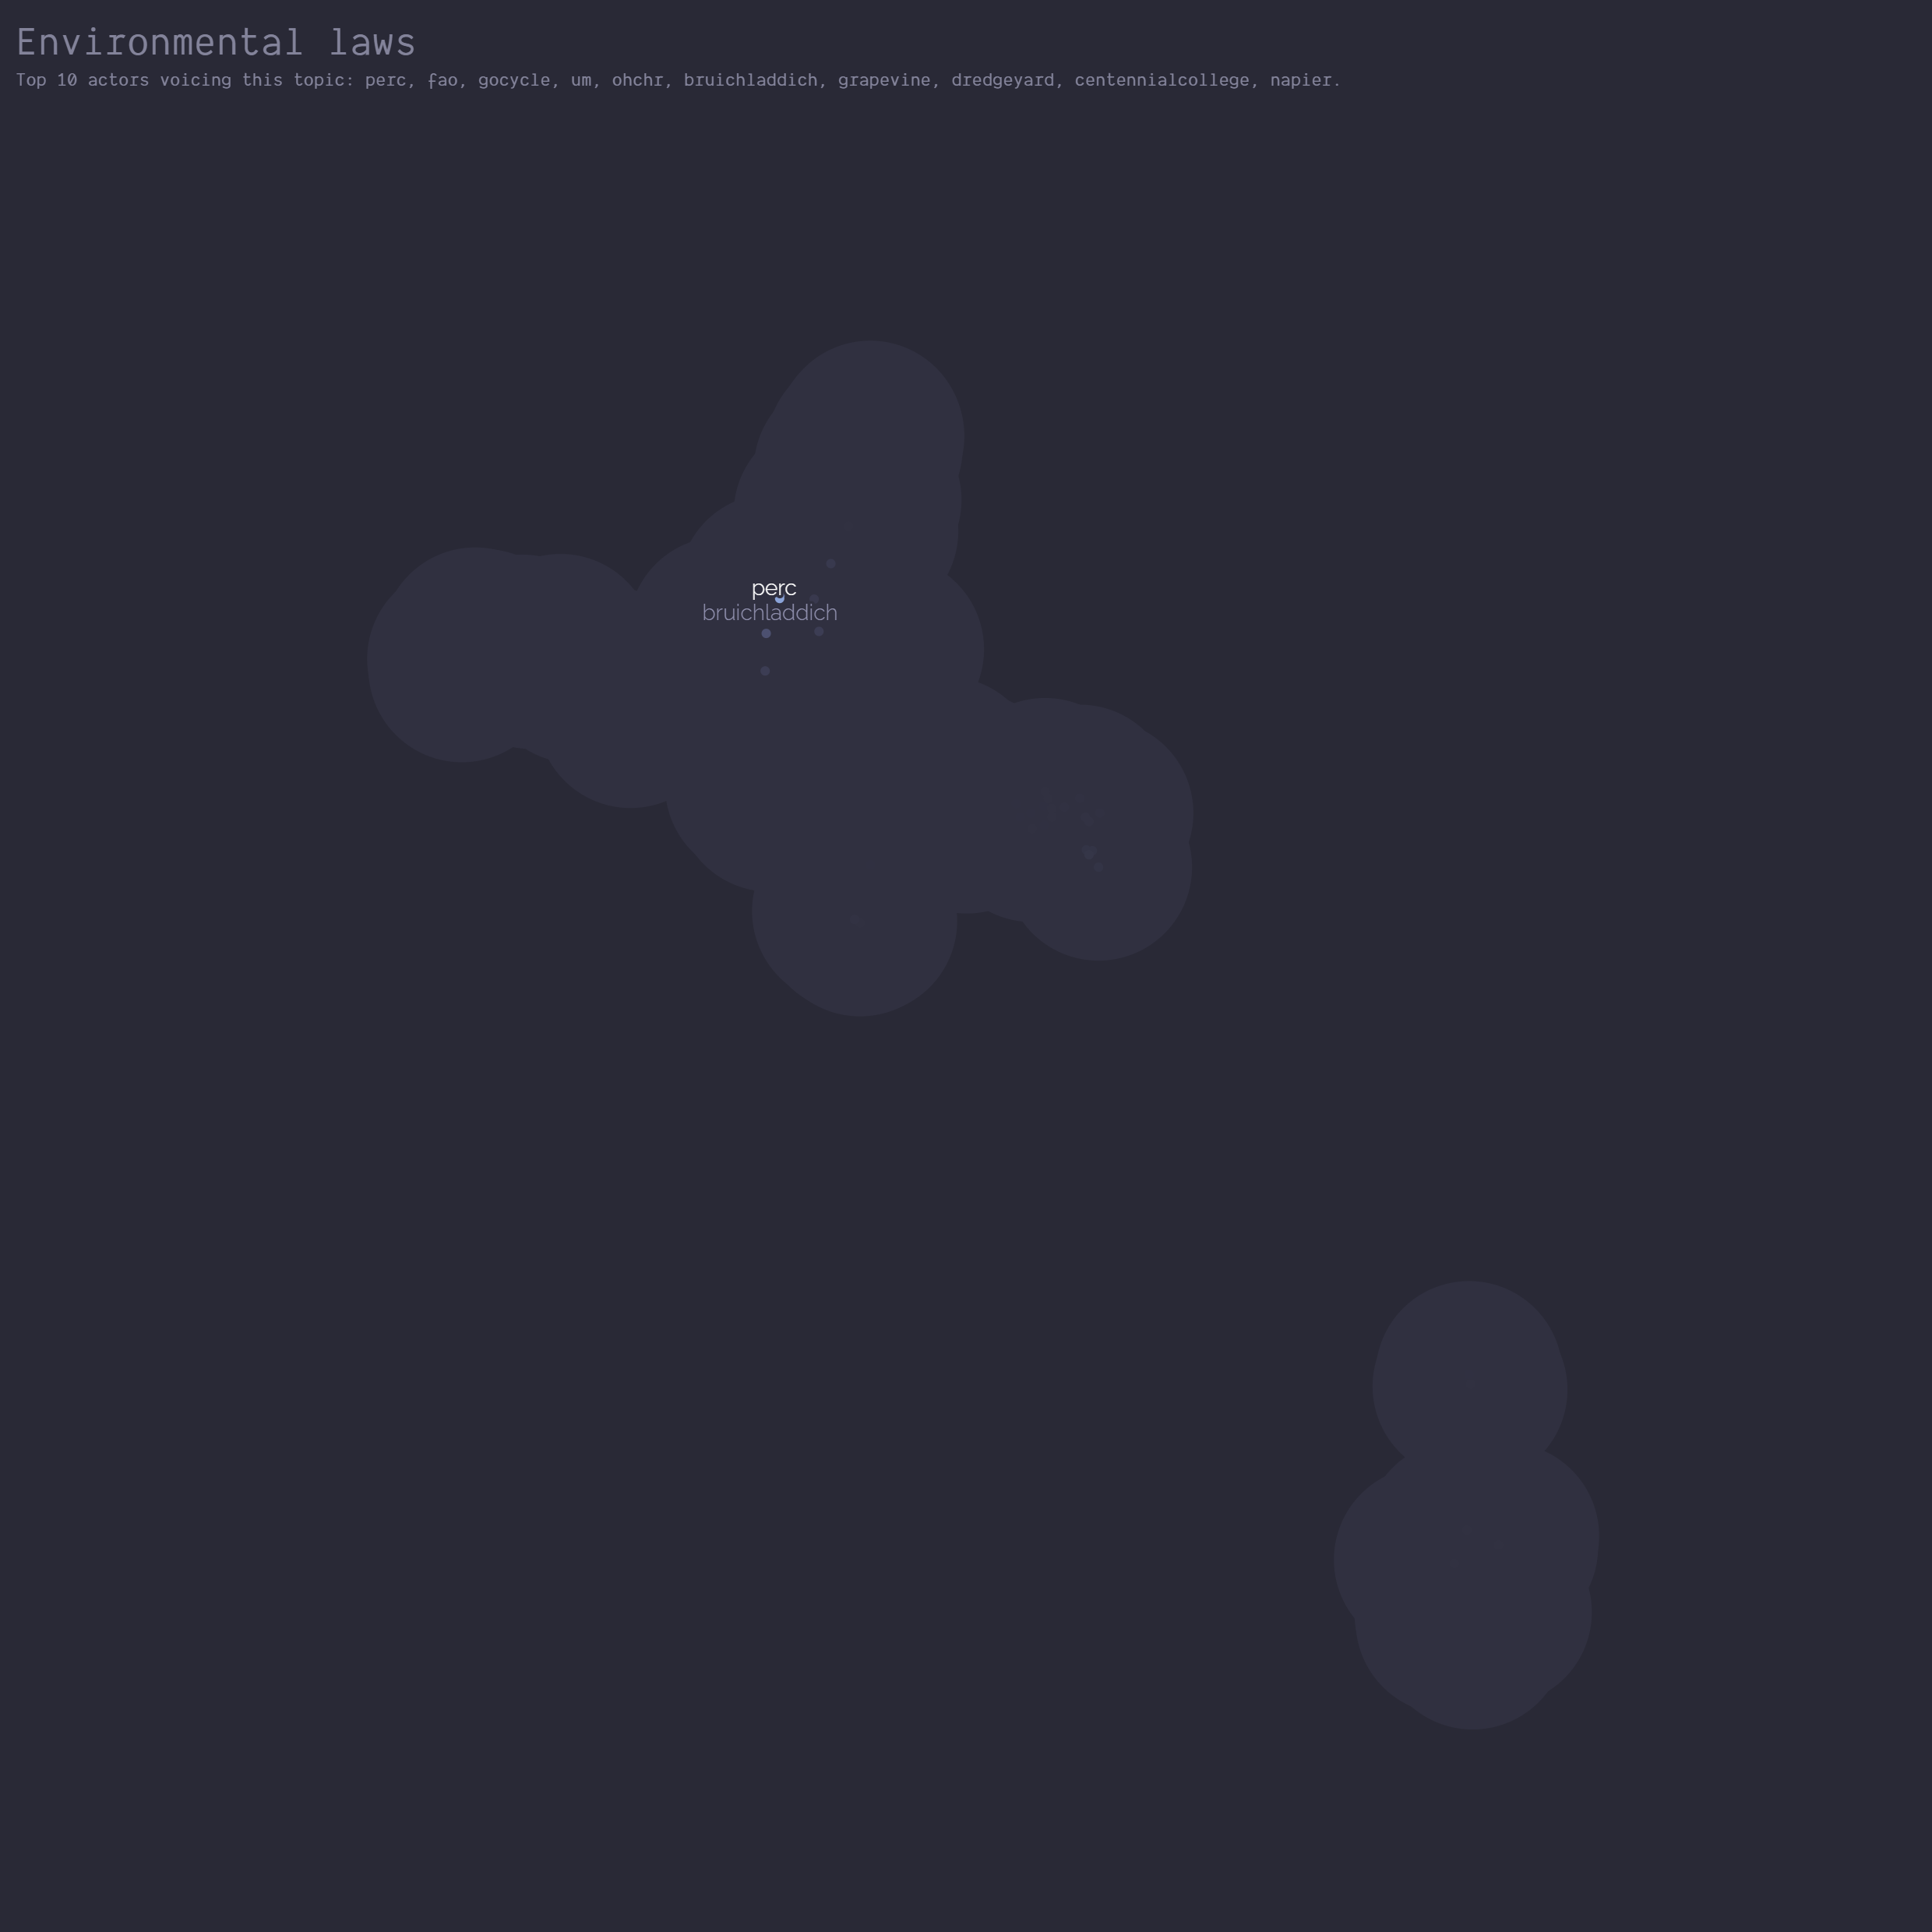 Environmental laws
Top 10 actors voicing this topic: perc, fao, gocycle, um, ohchr, bruichladdich, grapevine, dredgeyard, centennialcollege, napier.
perc
bruichladdich